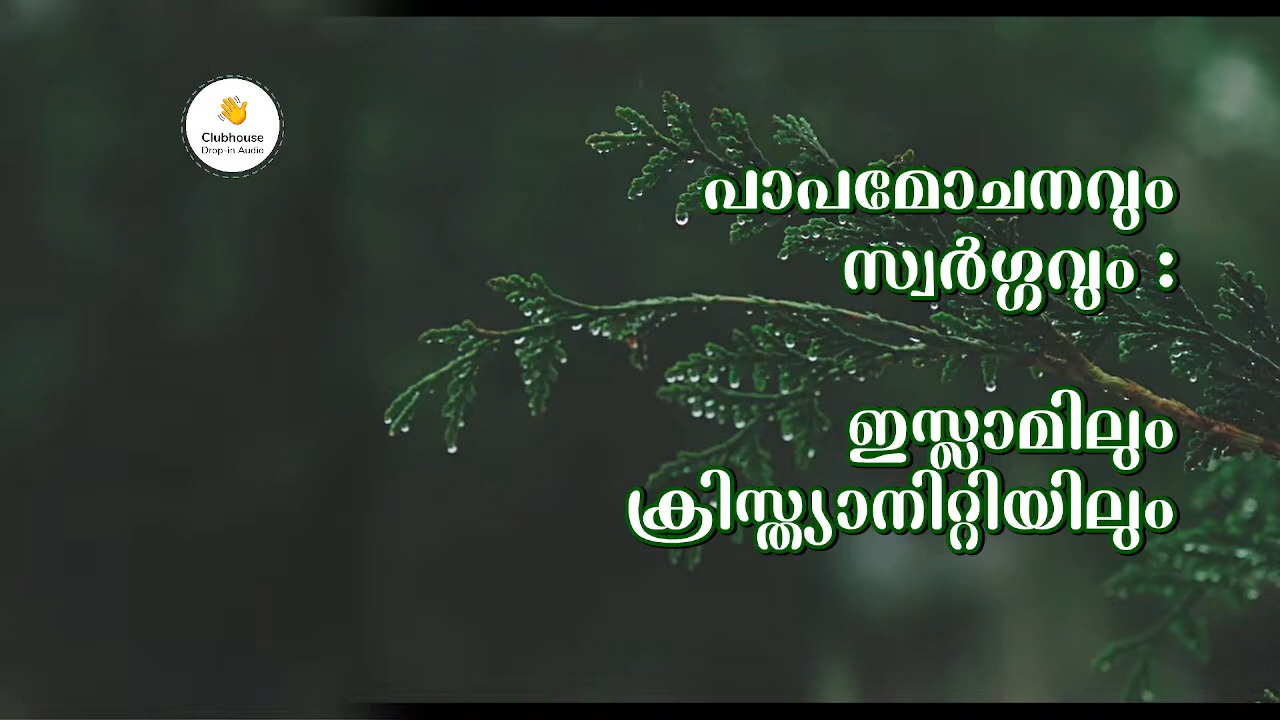 Clubhouse
Drop-in Audio
പാപമോചനവും
സ്വർഗ്ഗവും :
ഇസ്ലാമിലും
ക്രിസ്ത്യാനിറ്റിയിലും